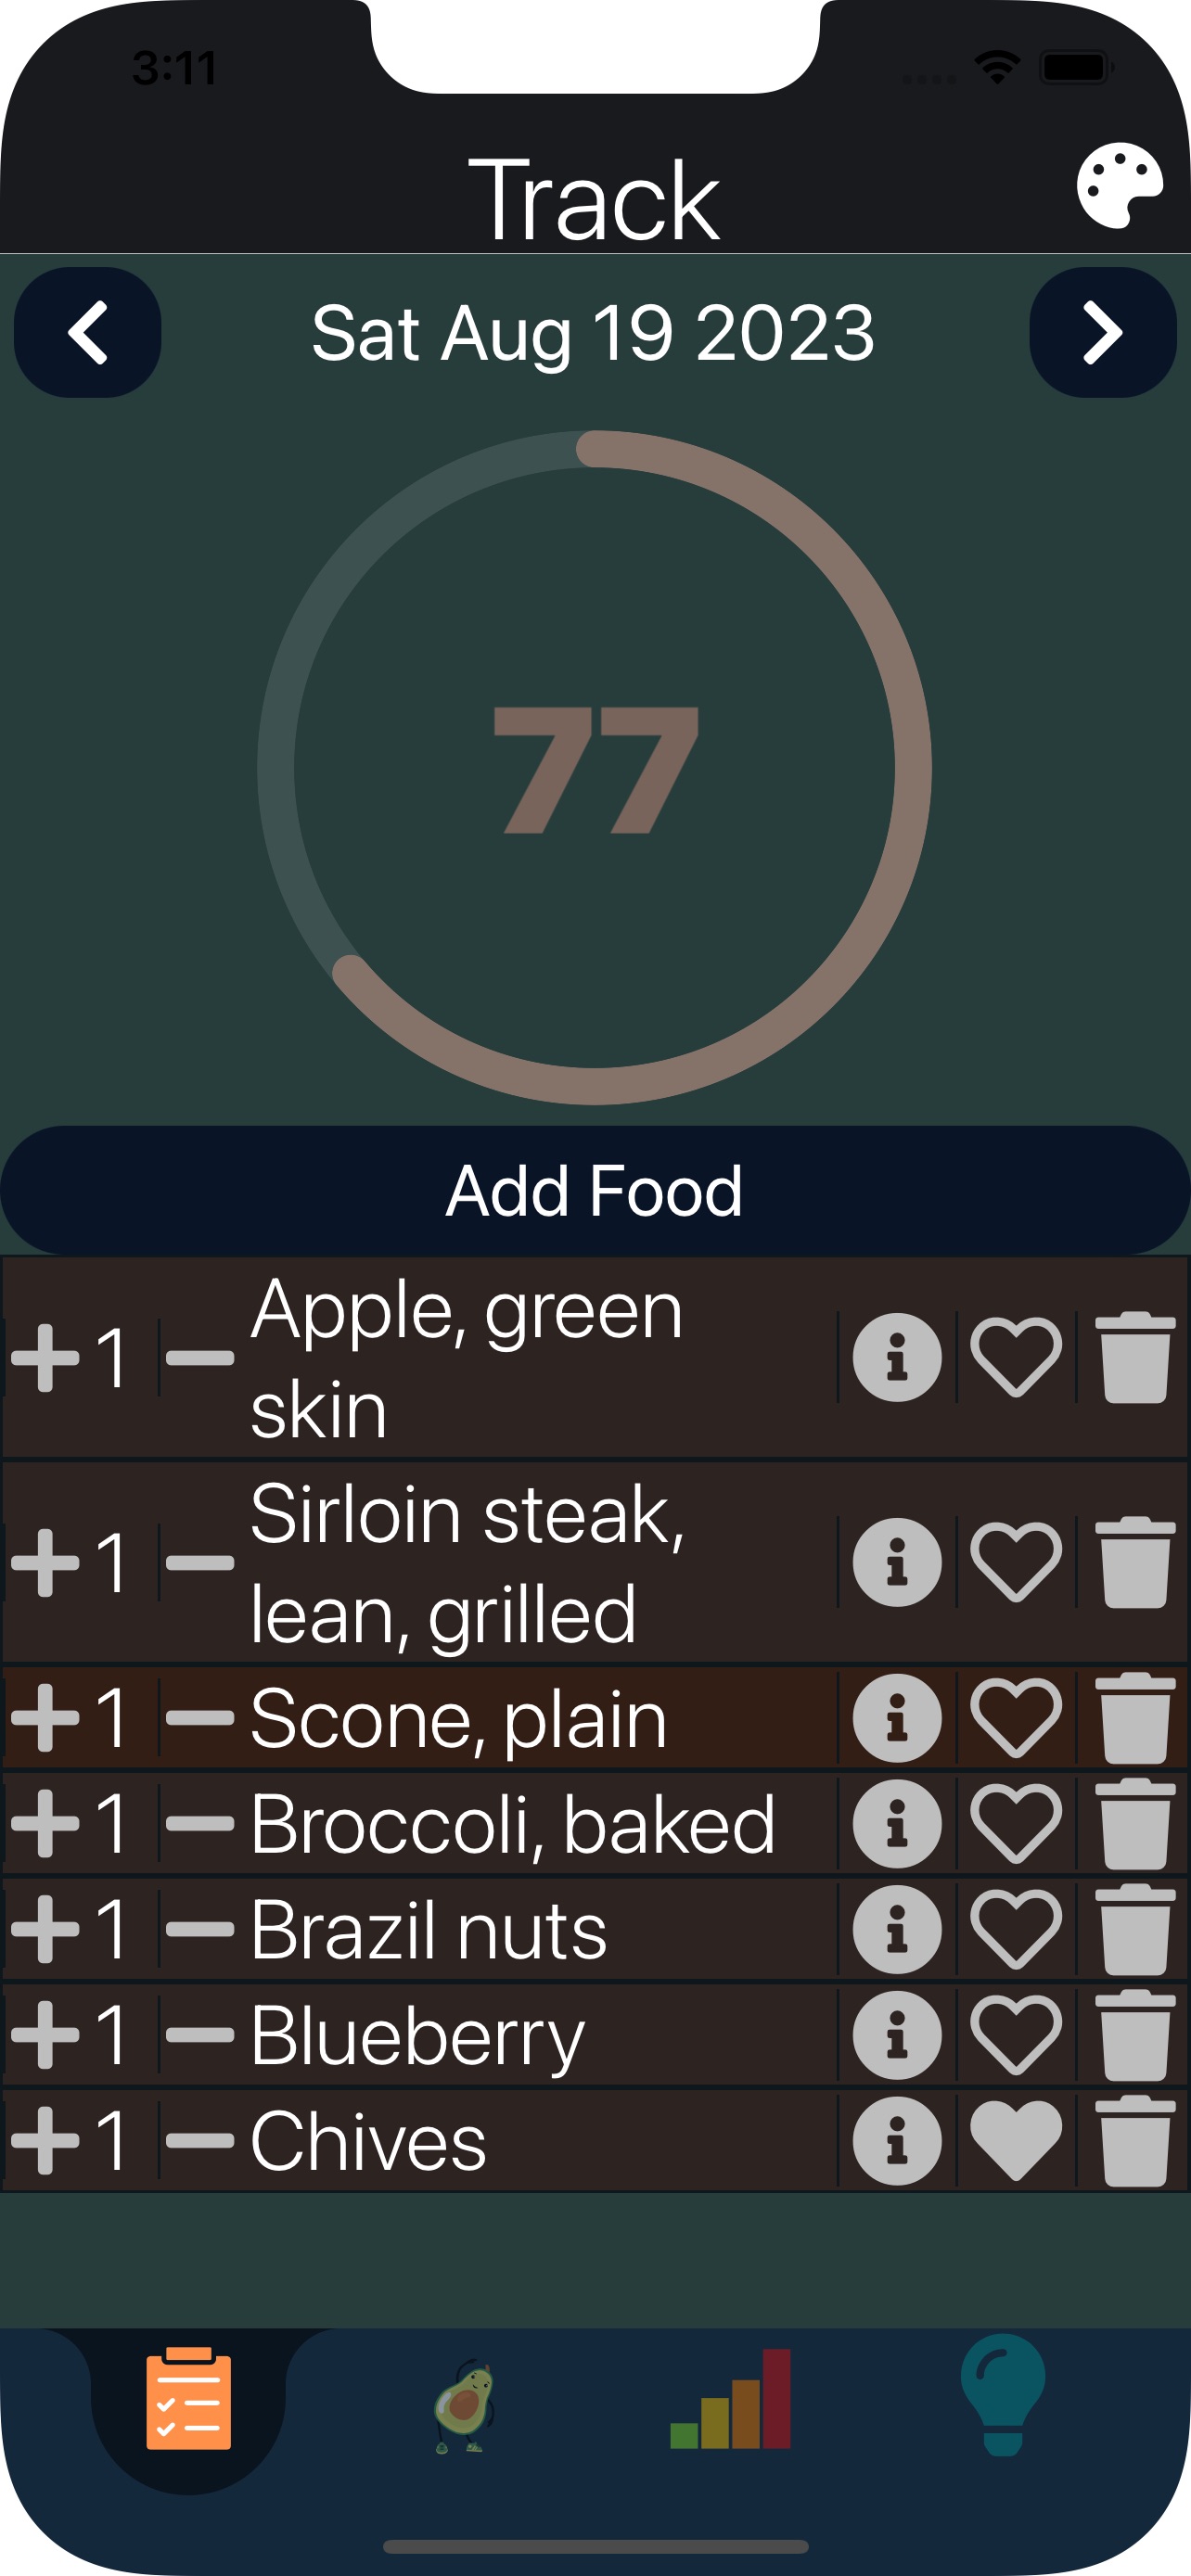 3:11
Track
Sat Aug 19 2023
77
Add Food
1
Apple, green
skin
1
Sirloin steak,
lean, grilled
1 Scone, plain
1 Broccoli, baked
1 Brazil nuts
1 Blueberry
1 Chives